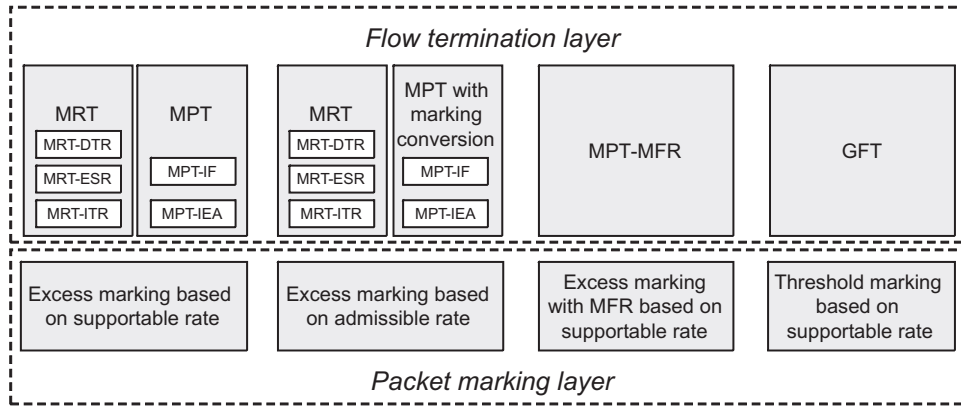 Flow termination layer
MRT
MRT-DTR
MRT-ESR
MRT-ITR
MPT
MPT-IF
MPT-IEA
MRT
MRT-DTR
MRT-ESR
MRT-ITR
MPT with
marking
conversion
MPT-IF
MPT-IEA
MPT-MFR
GFT
Excess marking based
on supportable rate
Excess marking based
on admissible rate
Excess marking
with MFR based on
supportable rate
Threshold marking
based on
supportable rate
Packet marking layer